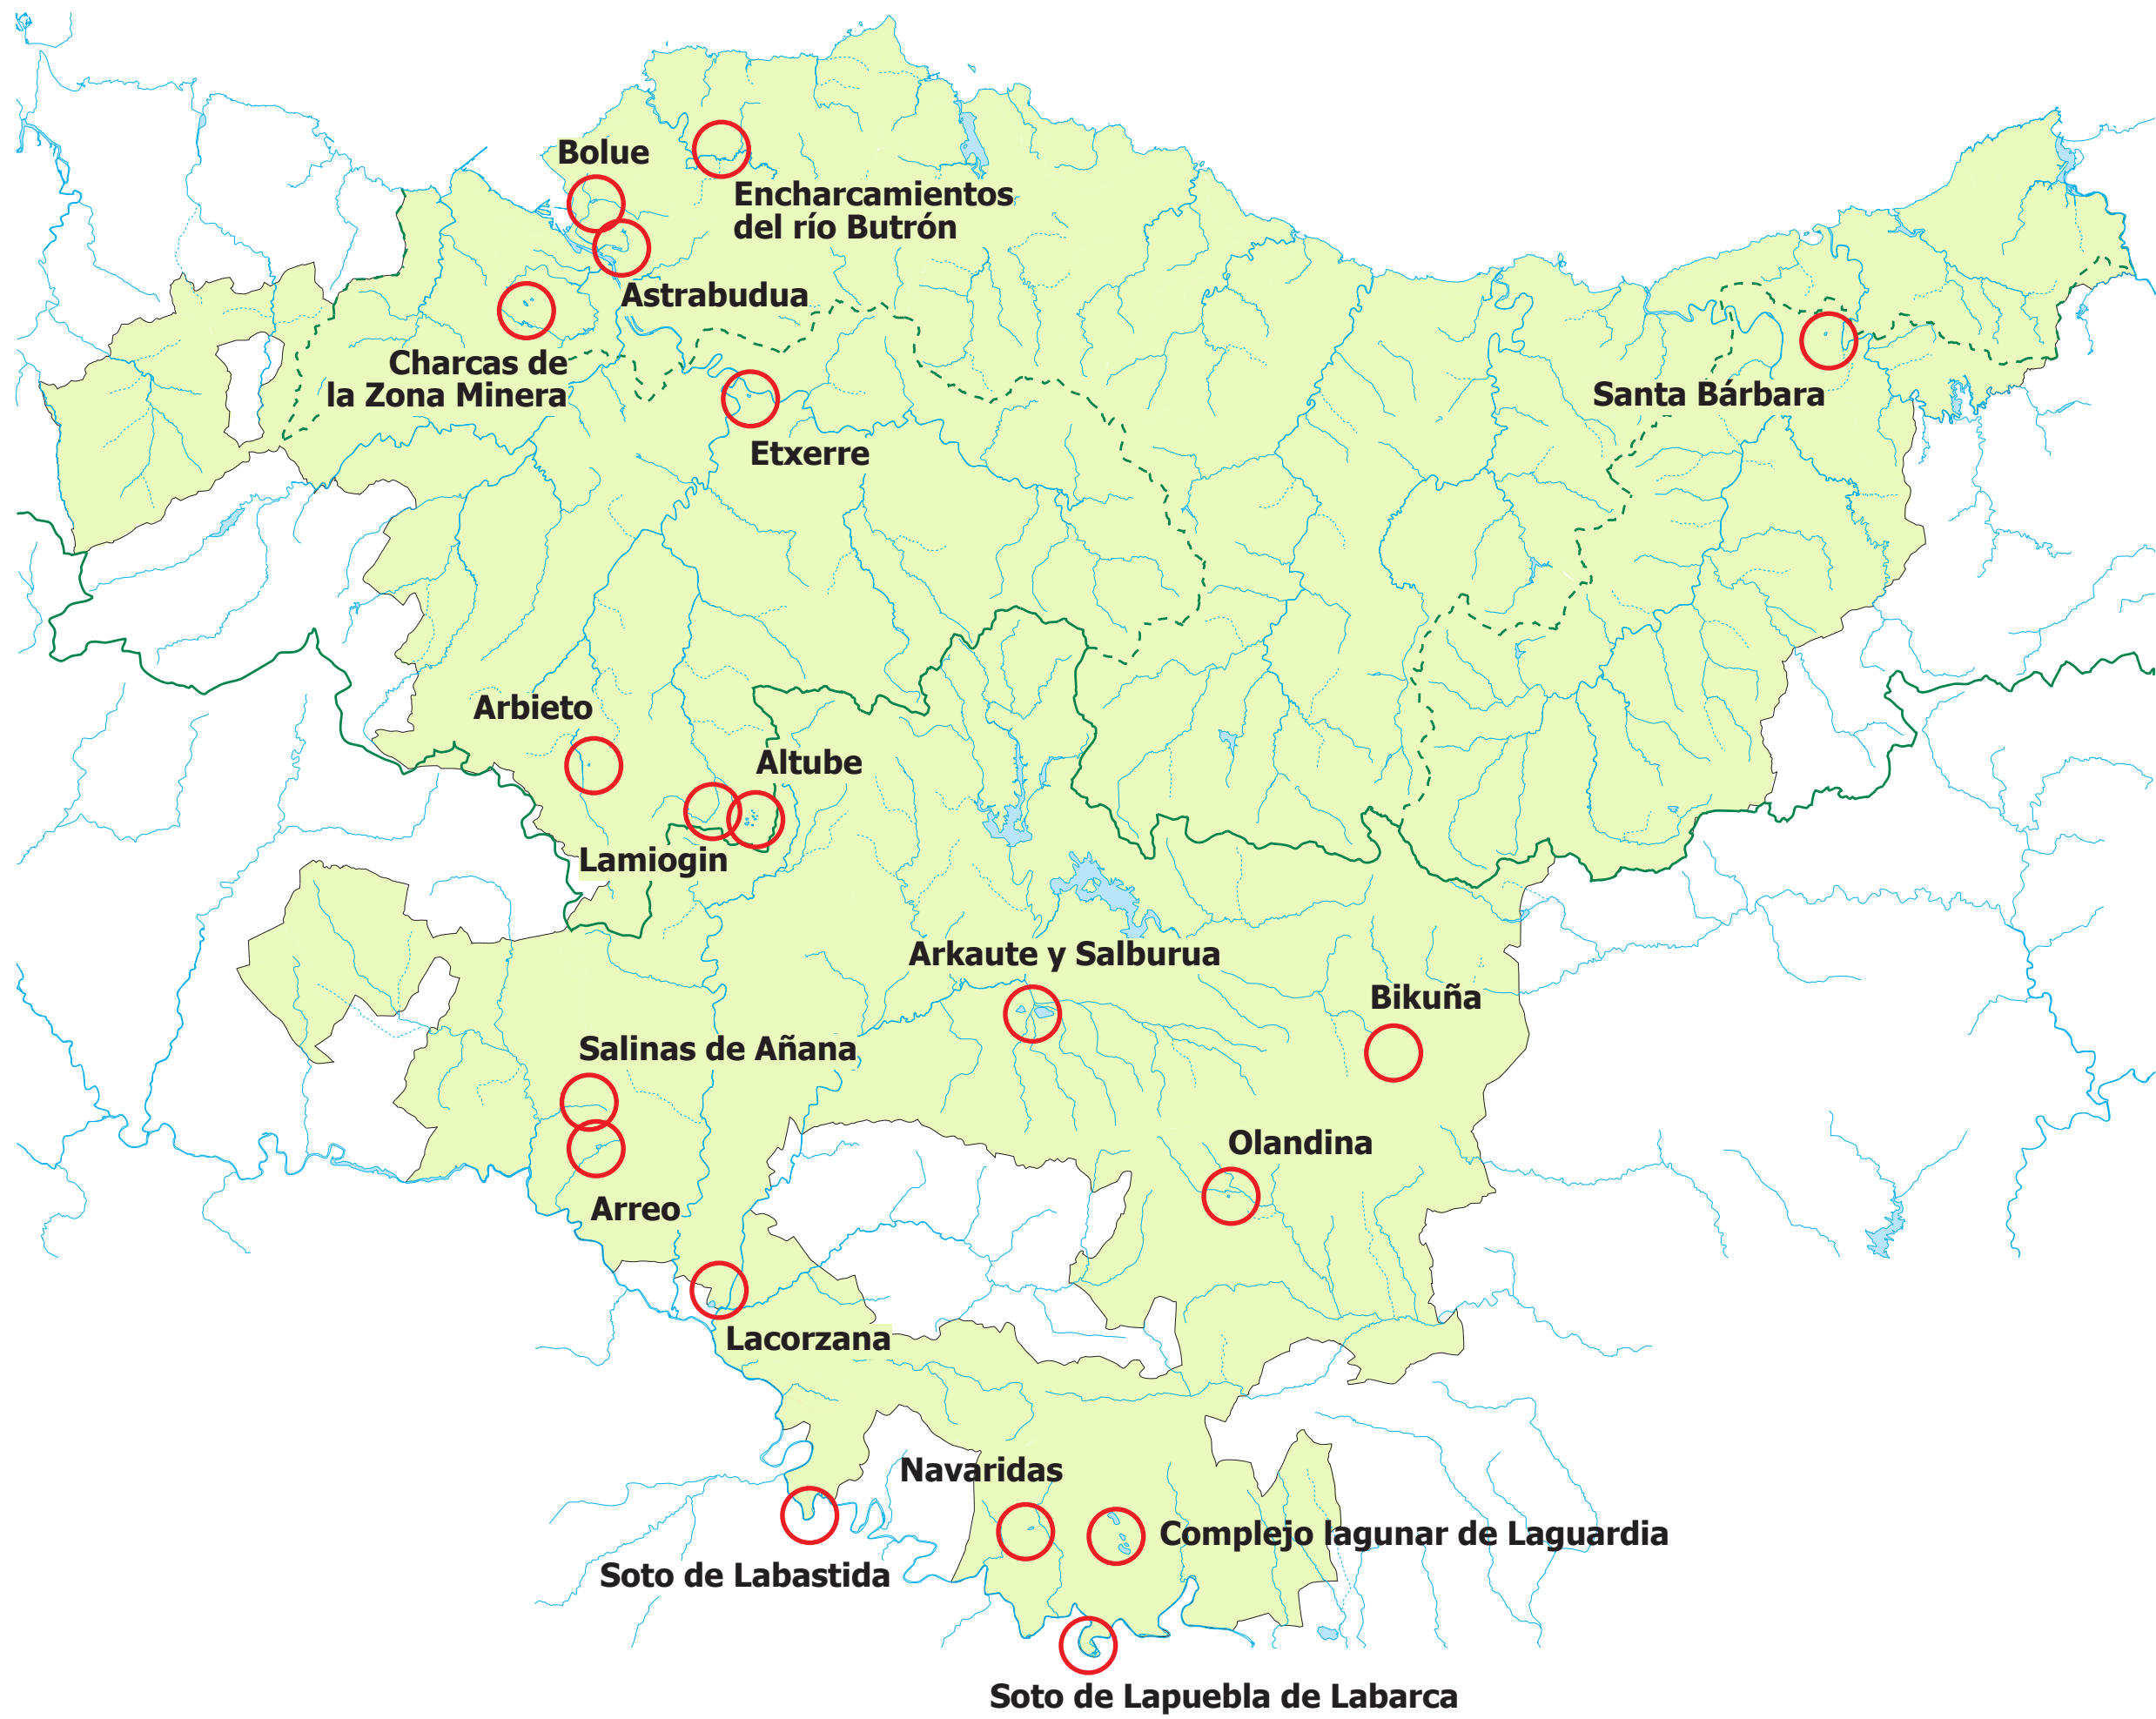 Bolue
Encharcamientos
del río Butrón
Astrabudua
Charcas de
la Zona Minera
Santa Bárbara
Etxerre
Arbieto
Altube
Lamiogin
Arkaute y Salburua
Bikuña
Salinas de Añana
Olandina
Arreo
Lacorzana
Navaridas
Complejo lagunar de Laguardia
Soto de Labastida
Soto de Lapuebla de Labarca